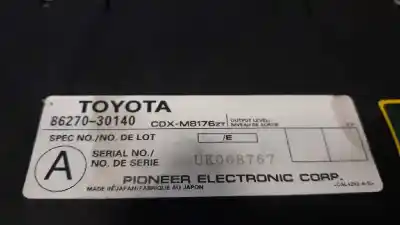 TOYOTA
86270-30140 CDX-M8176ZT
OUTPUT LEVEL/
NIVEAU DE SORTIE
SPEC NO./NO. DE LOT /E
A SERIAL NO./
NO. DE SERIE UK068767
PIONEER ELECTRONIC CORP.
MADE IN JAPAN/FABRIQUE AU JAPON